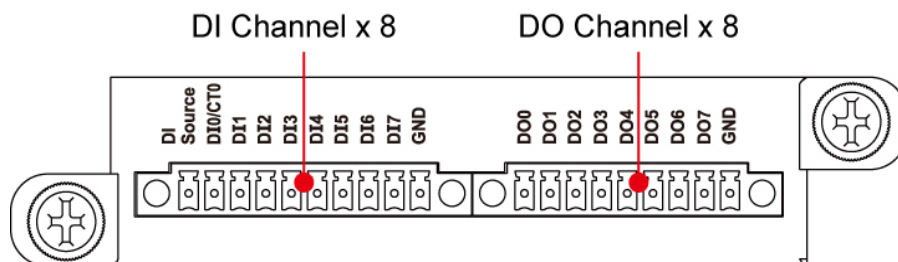 DI Channel x 8
DO Channel x 8
DI Source
DI0/CT0
DI1
DI2
DI3
DI4
DI5
DI6
DI7
GND
DO0
DO1
DO2
DO3
DO4
DO5
DO6
DO7
GND